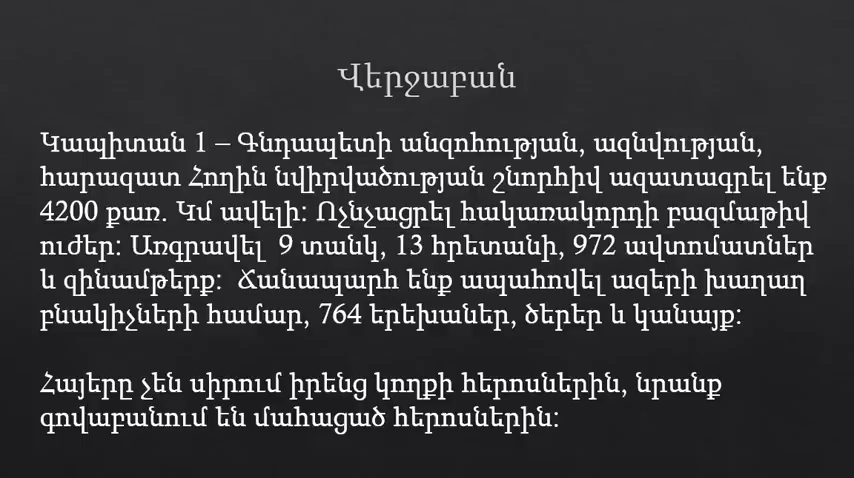 Վերջաբան
Կապիտան 1 – Գնդապետի անզոհության, ազնվության,
հարազատ Հողին նվիրվածության շնորհիվ ազատագրել ենք
4200 քառ. Կմ ավելի: Ոչնչացրել հակառակորդի բազմաթիվ
ուժեր: Առգրավել 9 տանկ, 13 հրետանի, 972 ավտոմատներ
և զինամթերք: Ճանապարհ ենք ապահովել ազերի խաղաղ
բնակիչների համար, 764 երեխաներ, ծերեր և կանայք:
Հայերը չեն սիրում իրենց կողքի հերոսներին, նրանք
գովաբանում են մահացած հերոսներին: